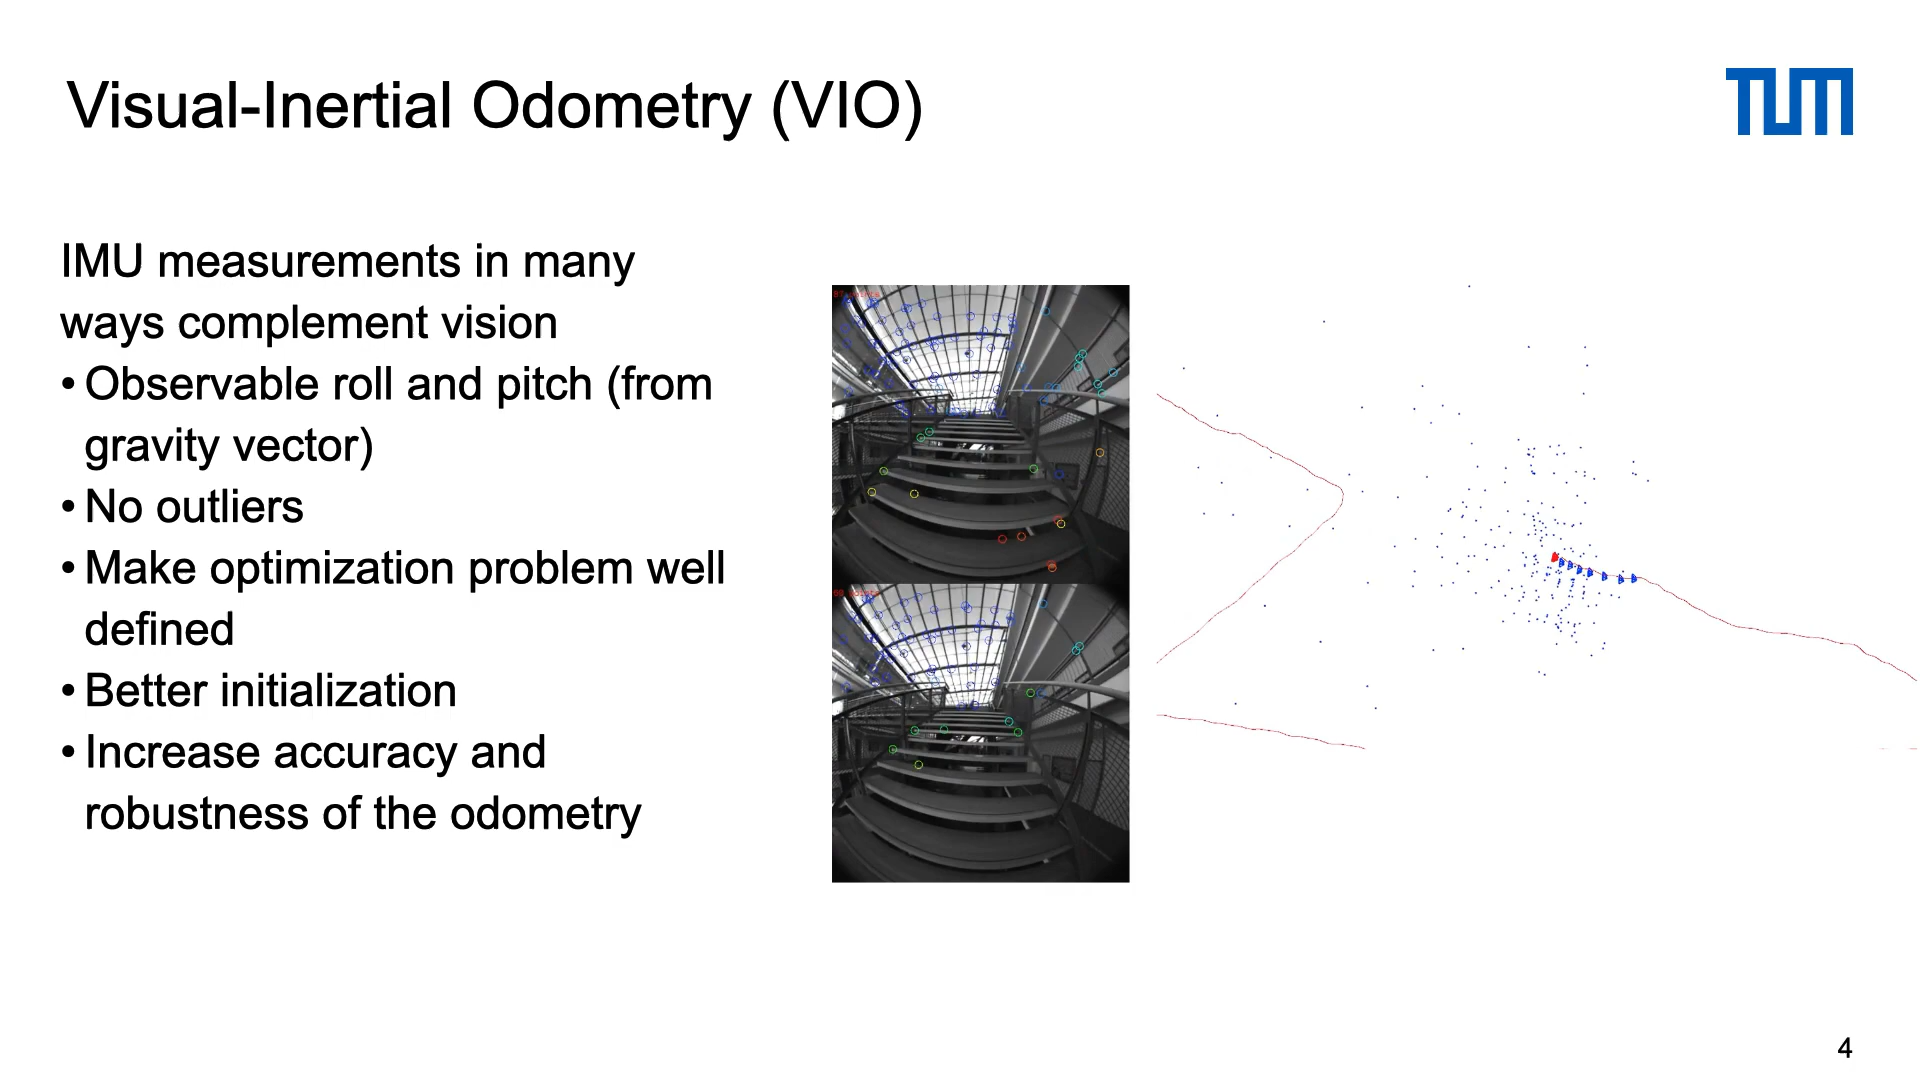 Visual-Inertial Odometry (VIO)
TUM
IMU measurements in many
ways complement vision
• Observable roll and pitch (from
gravity vector)
• No outliers
• Make optimization problem well
defined
• Better initialization
• Increase accuracy and
robustness of the odometry
4